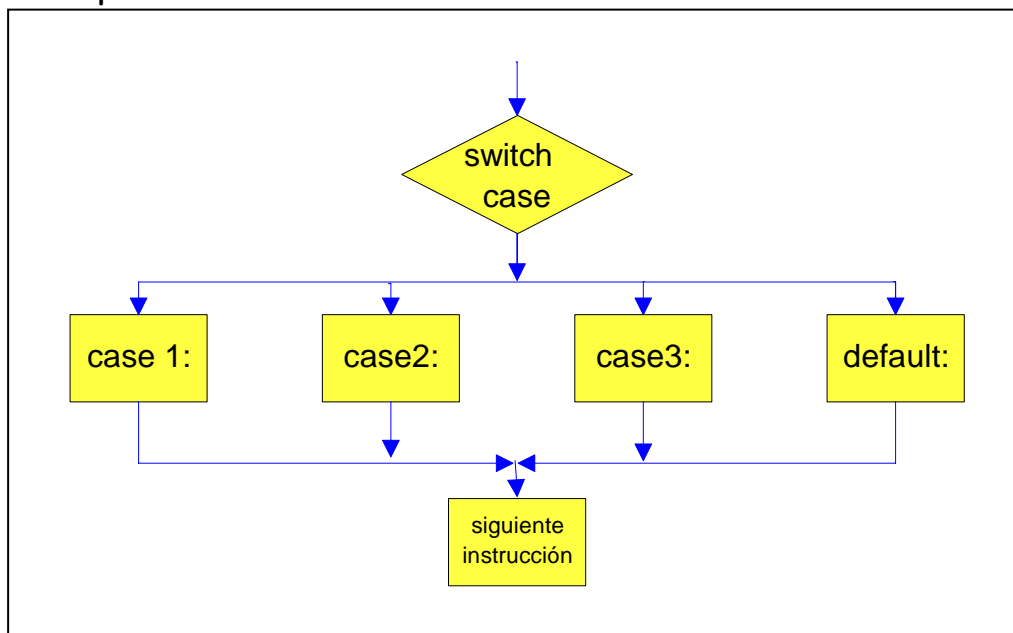 switch
case
case 1:
case2:
case3:
default:
siguiente
instrucción